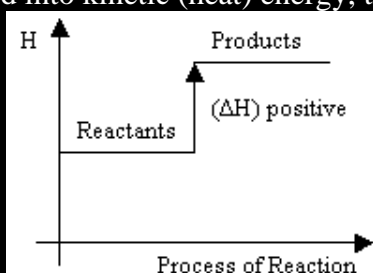 d into kinetic (heat) energy, t
H
Products
(ΔH) positive
Reactants
Process of Reaction